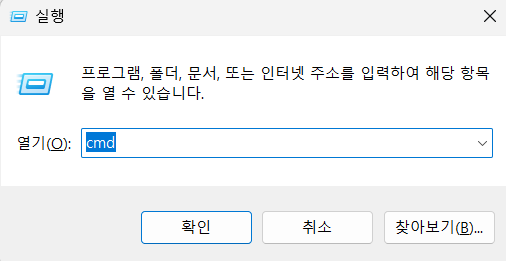 실행
프로그램, 폴더, 문서, 또는 인터넷 주소를 입력하여 해당 항목
을 열 수 있습니다.
열기(O): cmd
확인 취소 찾아보기(B)...